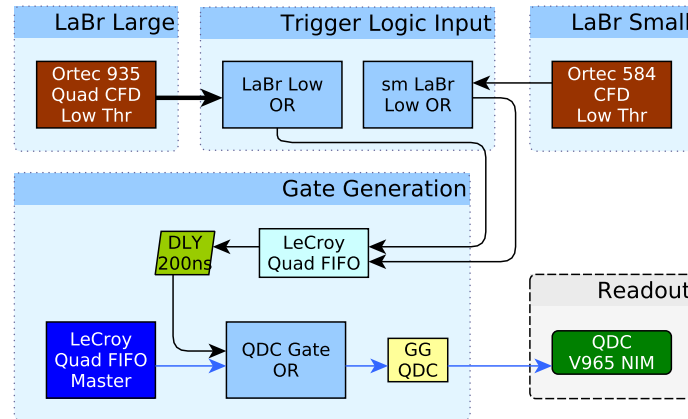 LaBr Large
Trigger Logic Input
LaBr Small
Ortec 935
Quad CFD
Low Thr
LaBr Low
OR
sm LaBr
Low OR
Ortec 584
CFD
Low Thr
Gate Generation
DLY
200ns
LeCroy
Quad FIFO
Readout
LeCroy
Quad FIFO
Master
QDC Gate
OR
GG
QDC
QDC
V965 NIM